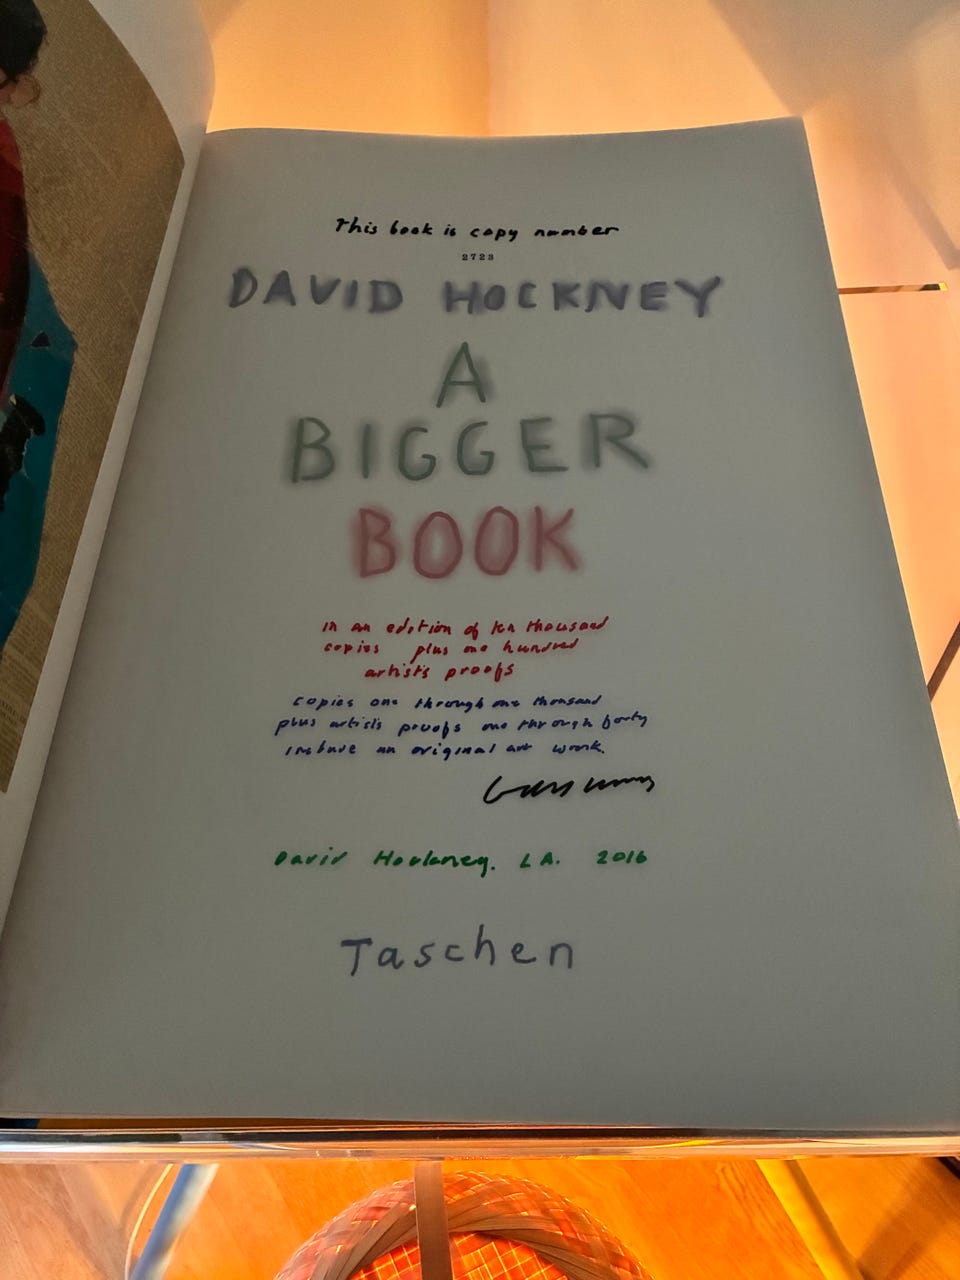 This book is copy number
2723
DAVID HOCKNEY
A
BIGGER
BOOK
in an edition of ten thousand
copies plus one hundred
artist's proofs
copies one through one thousand
plus artist's proofs one through forty
include an original art work.
David Hockney. LA. 2016
Taschen